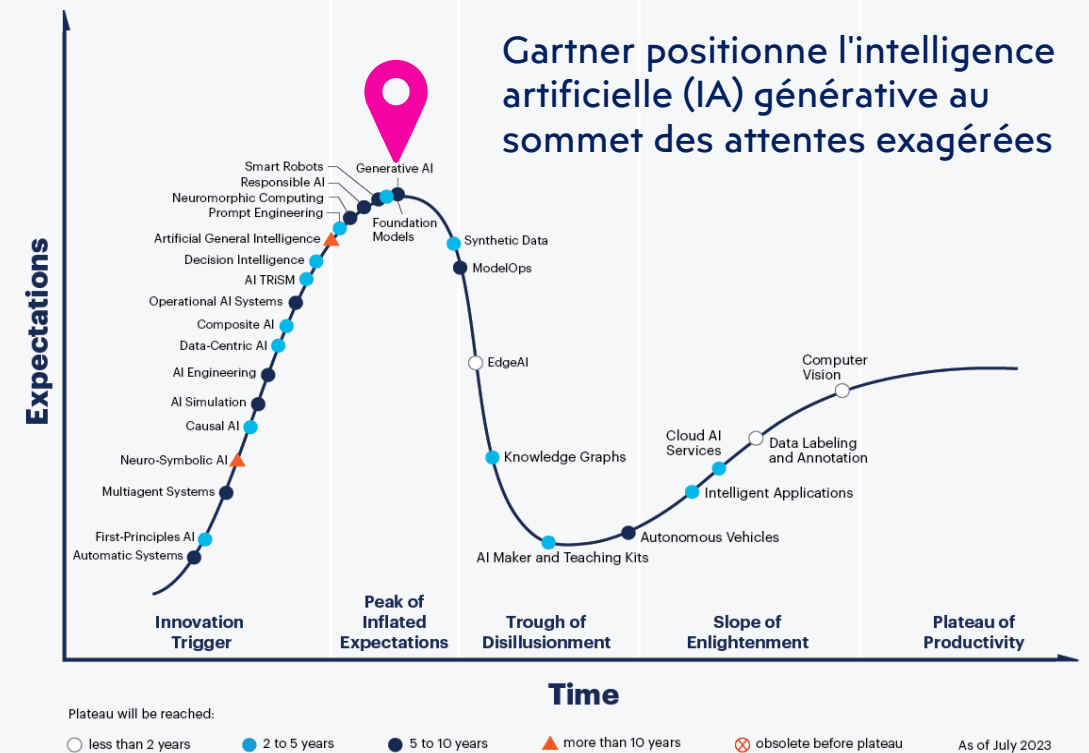 Gartner positionne l'intelligence
artificielle (IA) générative au
sommet des attentes exagérées
Expectations
Smart Robots
Generative AI
Responsible AI
Neuromorphic Computing
Prompt Engineering
Foundation
Models
Artificial General Intelligence
Synthetic Data
Decision Intelligence
ModelOps
AI TRiSM
Operational AI Systems
Composite AI
Data-Centric AI
EdgeAI
AI Engineering
Computer
Vision
AI Simulation
Causal AI
Cloud AI
Services
Data Labeling
and Annotation
Neuro-Symbolic AI
Knowledge Graphs
Multiagent Systems
Intelligent Applications
First-Principles AI
Autonomous Vehicles
Automatic Systems
AI Maker and Teaching Kits
Innovation
Trigger
Peak of
Inflated
Expectations
Trough of
Disillusionment
Slope of
Enlightenment
Plateau of
Productivity
Time
Plateau will be reached:
less than 2 years
2 to 5 years
5 to 10 years
more than 10 years
obsolete before plateau
As of July 2023